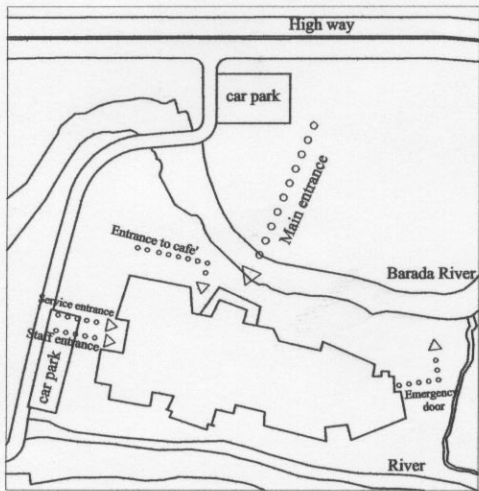 High way
car park
Main entrance
Entrance to cafe'
Barada River
Service entrance
Staff entrance
car park
Emergency
door
River